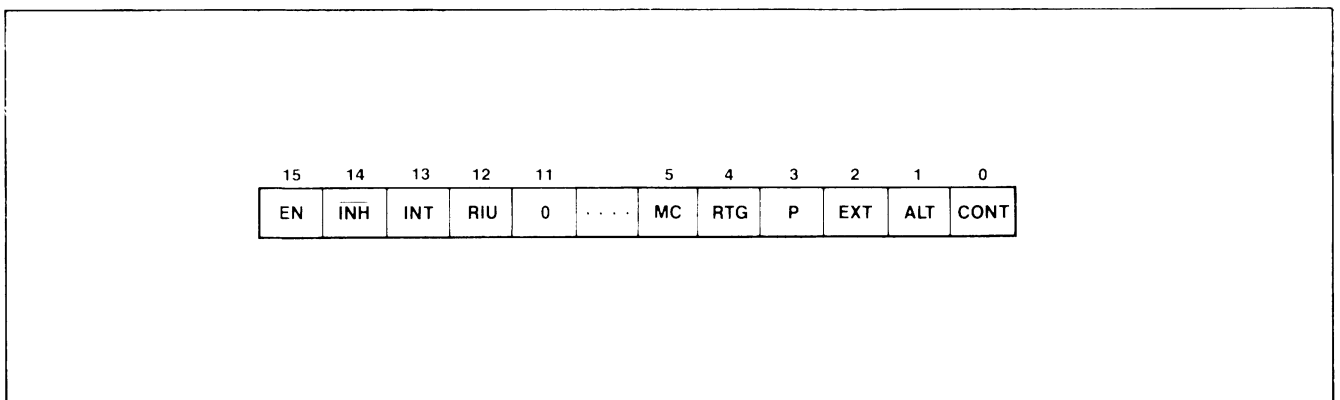 15 14 13 12 11 5 4 3 2 1 0
EN INH INT RIU 0 .... MC RTG P EXT ALT CONT